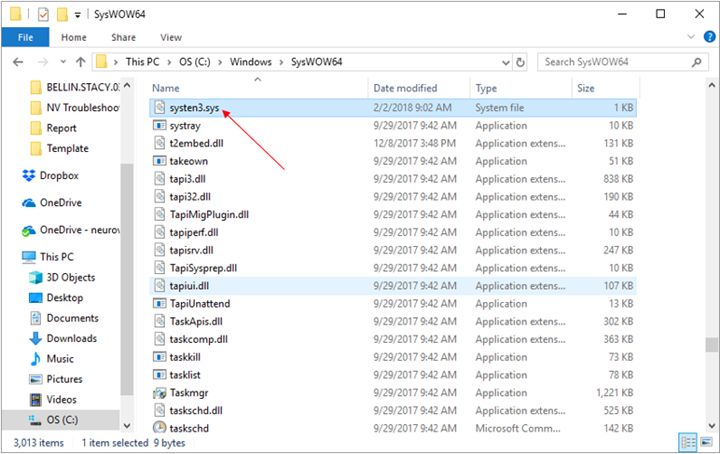 SysWOW64
File Home Share View
This PC > OS (C:) > Windows > SysWOW64 Search SysWOW64
Name Date modified Type Size
BELLIN.STACY.03
NV Troubleshoot
Report
Template
Dropbox
OneDrive
OneDrive - neurow
This PC
3D Objects
Desktop
Documents
Downloads
Music
Pictures
Videos
OS (C:)
systen3.sys 2/2/2018 9:02 AM System file 1 KB
systray 9/29/2017 9:42 AM Application 10 KB
t2embed.dll 12/8/2017 3:48 PM Application extens... 131 KB
takeown 9/29/2017 9:42 AM Application 51 KB
tapi3.dll 9/29/2017 9:42 AM Application extens... 838 KB
tapi32.dll 9/29/2017 9:42 AM Application extens... 190 KB
TapiMigPlugin.dll 9/29/2017 9:42 AM Application extens... 44 KB
tapiperf.dll 9/29/2017 9:42 AM Application extens... 10 KB
tapisrv.dll 9/29/2017 9:42 AM Application extens... 247 KB
TapiSysprep.dll 9/29/2017 9:42 AM Application extens... 10 KB
tapiui.dll 9/29/2017 9:42 AM Application extens... 107 KB
TapiUnattend 9/29/2017 9:42 AM Application 13 KB
TaskApis.dll 9/29/2017 9:42 AM Application extens... 302 KB
taskcomp.dll 9/29/2017 9:42 AM Application extens... 363 KB
taskkill 9/29/2017 9:42 AM Application 73 KB
tasklist 9/29/2017 9:42 AM Application 78 KB
Taskmgr 9/29/2017 9:42 AM Application 1,221 KB
taskschd.dll 9/29/2017 9:42 AM Application extens... 525 KB
taskschd 9/29/2017 9:42 AM Microsoft Comm... 142 KB
3,013 items 1 item selected 9 bytes